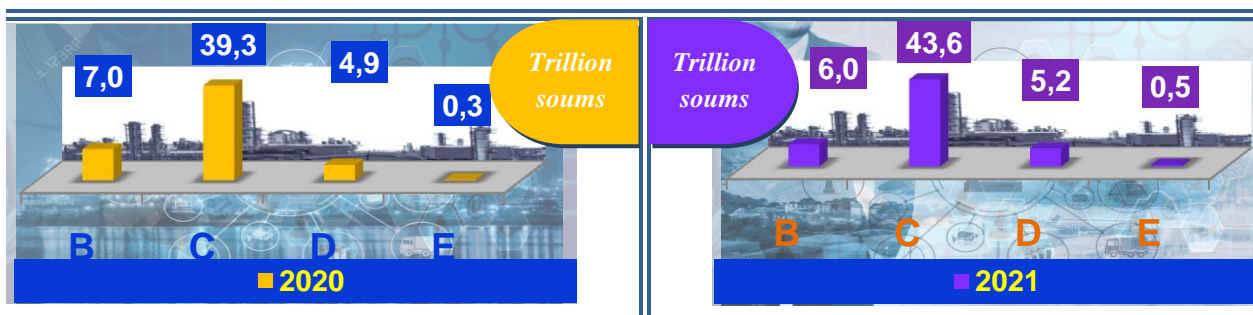 7,0
39,3
4,9
0,3
Trillion
soums
B
C
D
E
2020
Trillion
soums
6,0
43,6
5,2
0,5
B
C
D
E
2021